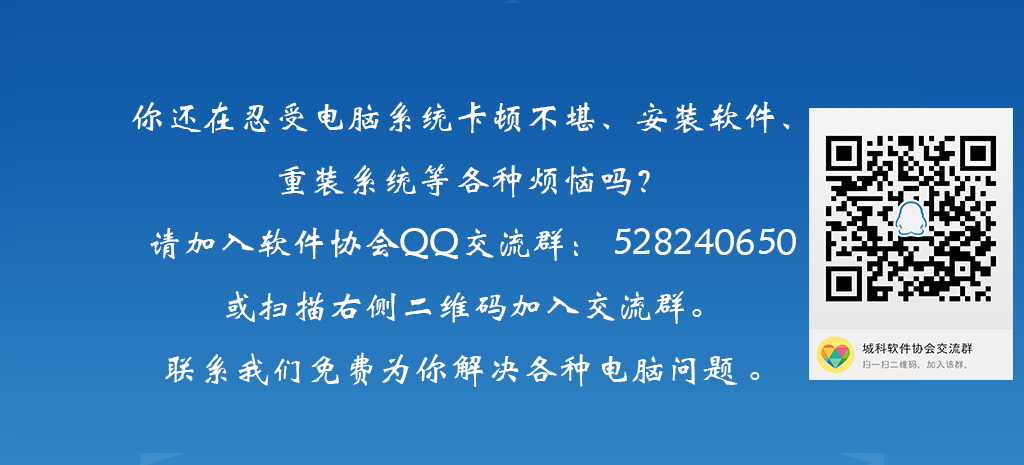 你还在忍受电脑系统卡顿不堪、安装软件、
重装系统等各种烦恼吗？
请加入软件协会QQ交流群： 528240650
或扫描右侧二维码加入交流群。
联系我们免费为你解决各种电脑问题 。
城科软件协会交流群
扫一扫二维码，加入该群。